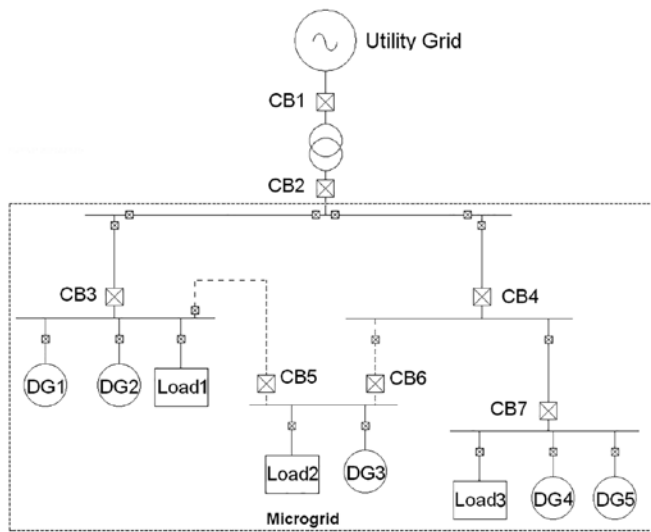 Utility Grid
CB1
CB2
CB3
CB4
DG1
DG2
Load1
CB5
CB6
CB7
Load2
DG3
Load3
DG4
DG5
Microgrid